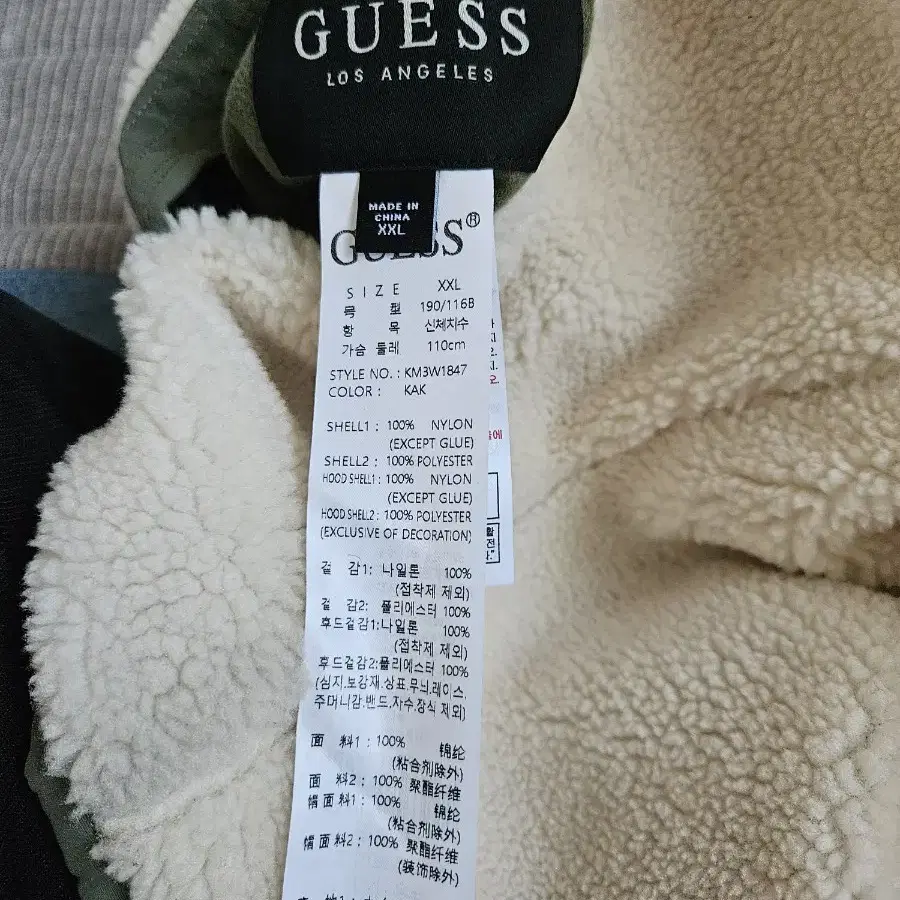 GUESS
LOS ANGELES
MADE IN
CHINA
XXL
GUESS®
SIZE XXL
号 型 190/116B
항 목 신체치수
가슴 둘레 110cm
STYLE NO.: KM3W1847
COLOR: KAK
SHELL1: 100% NYLON
(EXCEPT GLUE)
SHELL2: 100% POLYESTER
HOOD SHELL1: 100% NYLON
(EXCEPT GLUE)
HOOD SHELL2: 100% POLYESTER
(EXCLUSIVE OF DECORATION)
겉 감1: 나일론 100%
(접착제 제외)
겉 감2: 폴리에스터 100%
후드겉감1:나일론 100%
(접착제 제외)
후드겉감2:폴리에스터 100%
(심지.보강재.상표.무늬.레이스.
주머니감.밴드.자수.장식 제외)
面 料1: 100% 锦纶
(粘合剂除外)
面 料2: 100% 聚酯纤维
帽面料1: 100% 锦纶
(粘合剂除外)
帽面料2: 100% 聚酯纤维
(装饰除外)